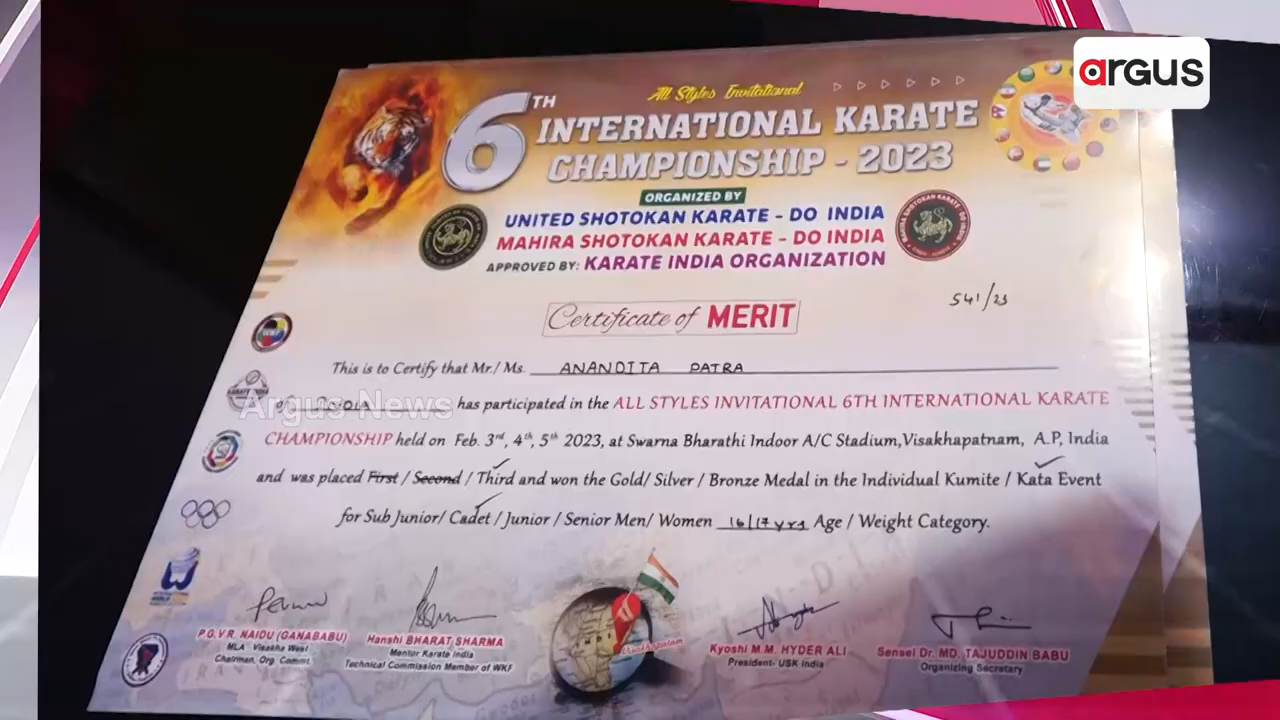 argus
All Styles Invitational
6TH INTERNATIONAL KARATE
CHAMPIONSHIP - 2023
ORGANIZED BY
UNITED SHOTOKAN KARATE - DO INDIA
MAHIRA SHOTOKAN KARATE - DO INDIA
APPROVED BY: KARATE INDIA ORGANIZATION
541/23
Certificate of MERIT
This is to Certify that Mr./ Ms. ANANDITA PATRA
has participated in the ALL STYLES INVITATIONAL 6TH INTERNATIONAL KARATE
Argus News
CHAMPIONSHIP held on Feb. 3rd, 4th, 5th 2023, at Swarna Bharathi Indoor A/C Stadium,Visakhapatnam, A.P, India
and was placed First / Second / Third and won the Gold/ Silver / Bronze Medal in the Individual Kumite / Kata Event
for Sub Junior/ Cadet / Junior / Senior Men/ Women 16/17 yrs Age / Weight Category.
Visakhapatnam
P.G.V.R. NAIDU (GANABABU)
MLA Visakha West
Chairman, Org. Commt.
Hanshi BHARAT SHARMA
Mentor Karate India
Technical Commission Member of WKF
Kyoshi M.M. HYDER ALI
President- USK India
Sensei Dr. MD. TAJUDDIN BABU
Organizing Secretary